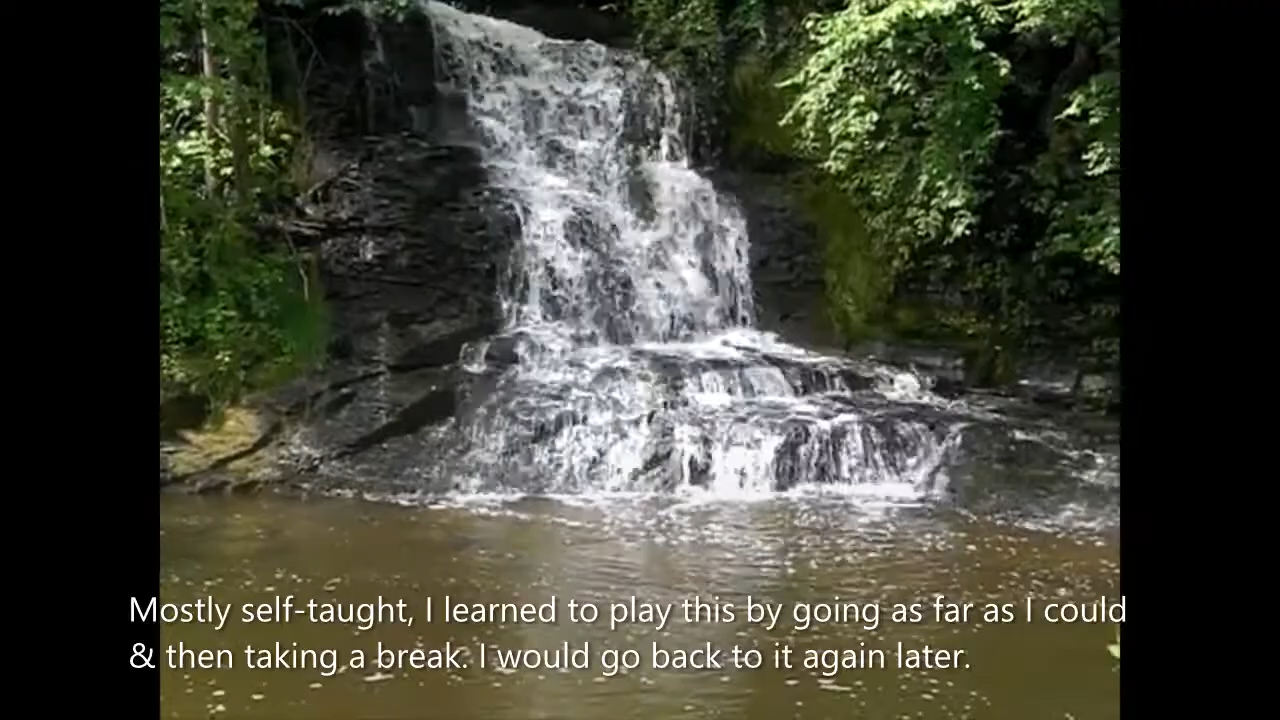 Mostly self-taught, I learned to play this by going as far as I could
& then taking a break. I would go back to it again later.